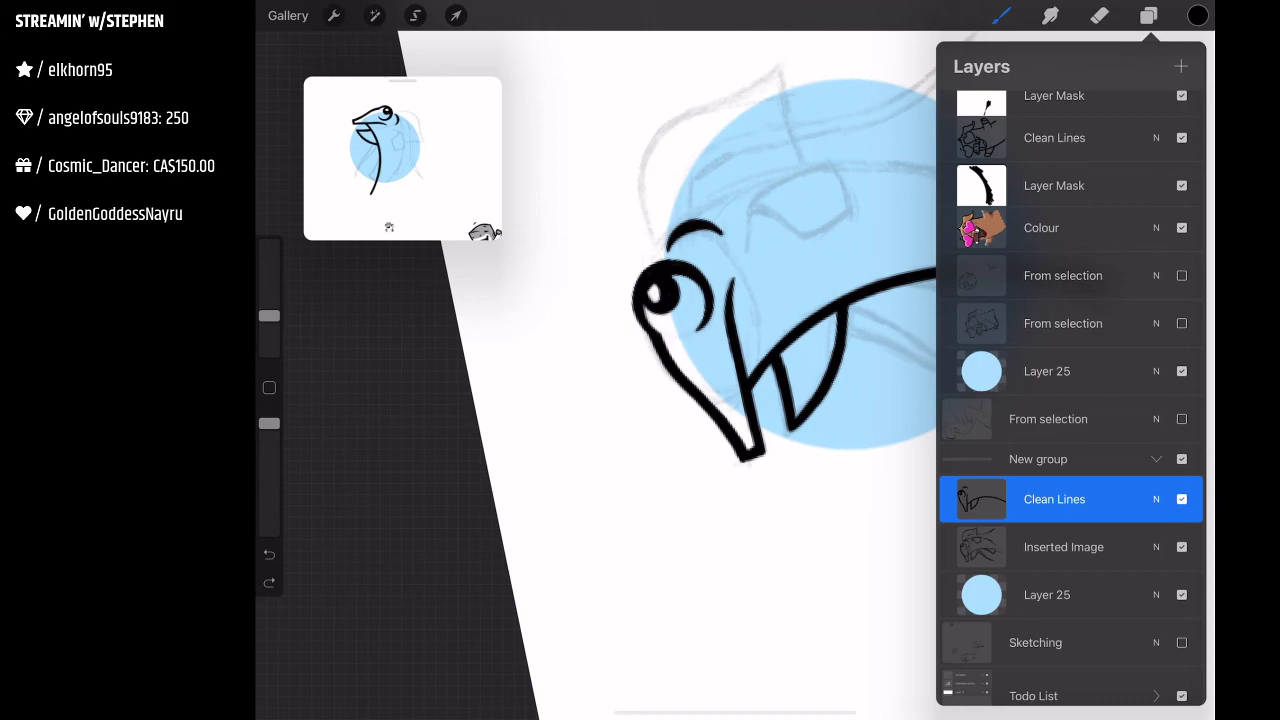 STREAMIN' w/STEPHEN
/ elkhorn95
/ angelofsouls9183: 250
/ Cosmic_Dancer: CA$150.00
/ GoldenGoddessNayru
Gallery
Layers
Layer Mask
Clean Lines N
Layer Mask
Colour N
From selection N
From selection N
Layer 25 N
From selection N
New group
Clean Lines N
Inserted Image N
Layer 25 N
Sketching N
Todo List